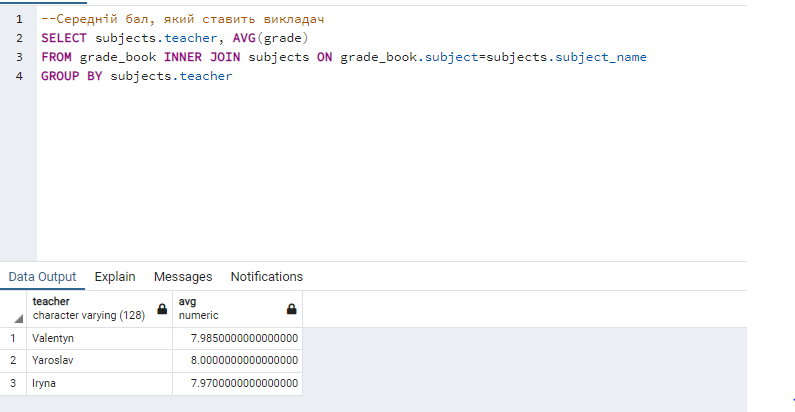 1 --Середній бал, який ставить викладач
2 SELECT subjects.teacher, AVG(grade)
3 FROM grade_book INNER JOIN subjects ON grade_book.subject=subjects.subject_name
4 GROUP BY subjects.teacher
Data Output Explain Messages Notifications
teacher avg
character varying (128) numeric
1 Valentyn 7.9850000000000000
2 Yaroslav 8.0000000000000000
3 Iryna 7.9700000000000000